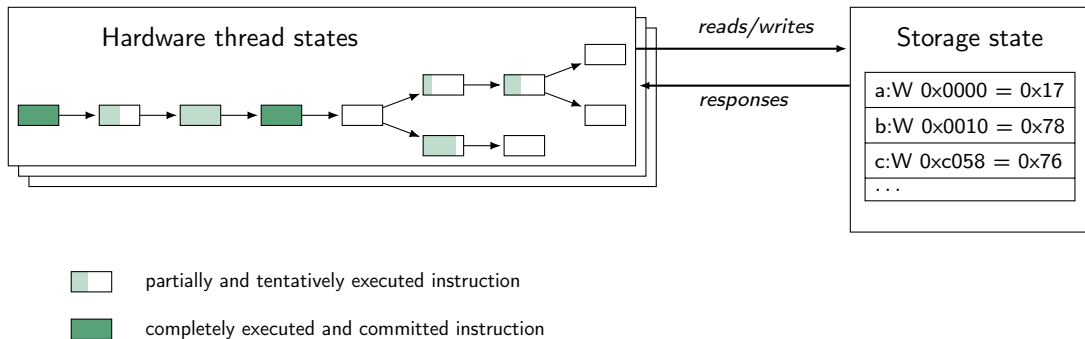 Hardware thread states
reads/writes
responses
Storage state
a:W 0x0000 = 0x17
b:W 0x0010 = 0x78
c:W 0xc058 = 0x76
...
partially and tentatively executed instruction
completely executed and committed instruction